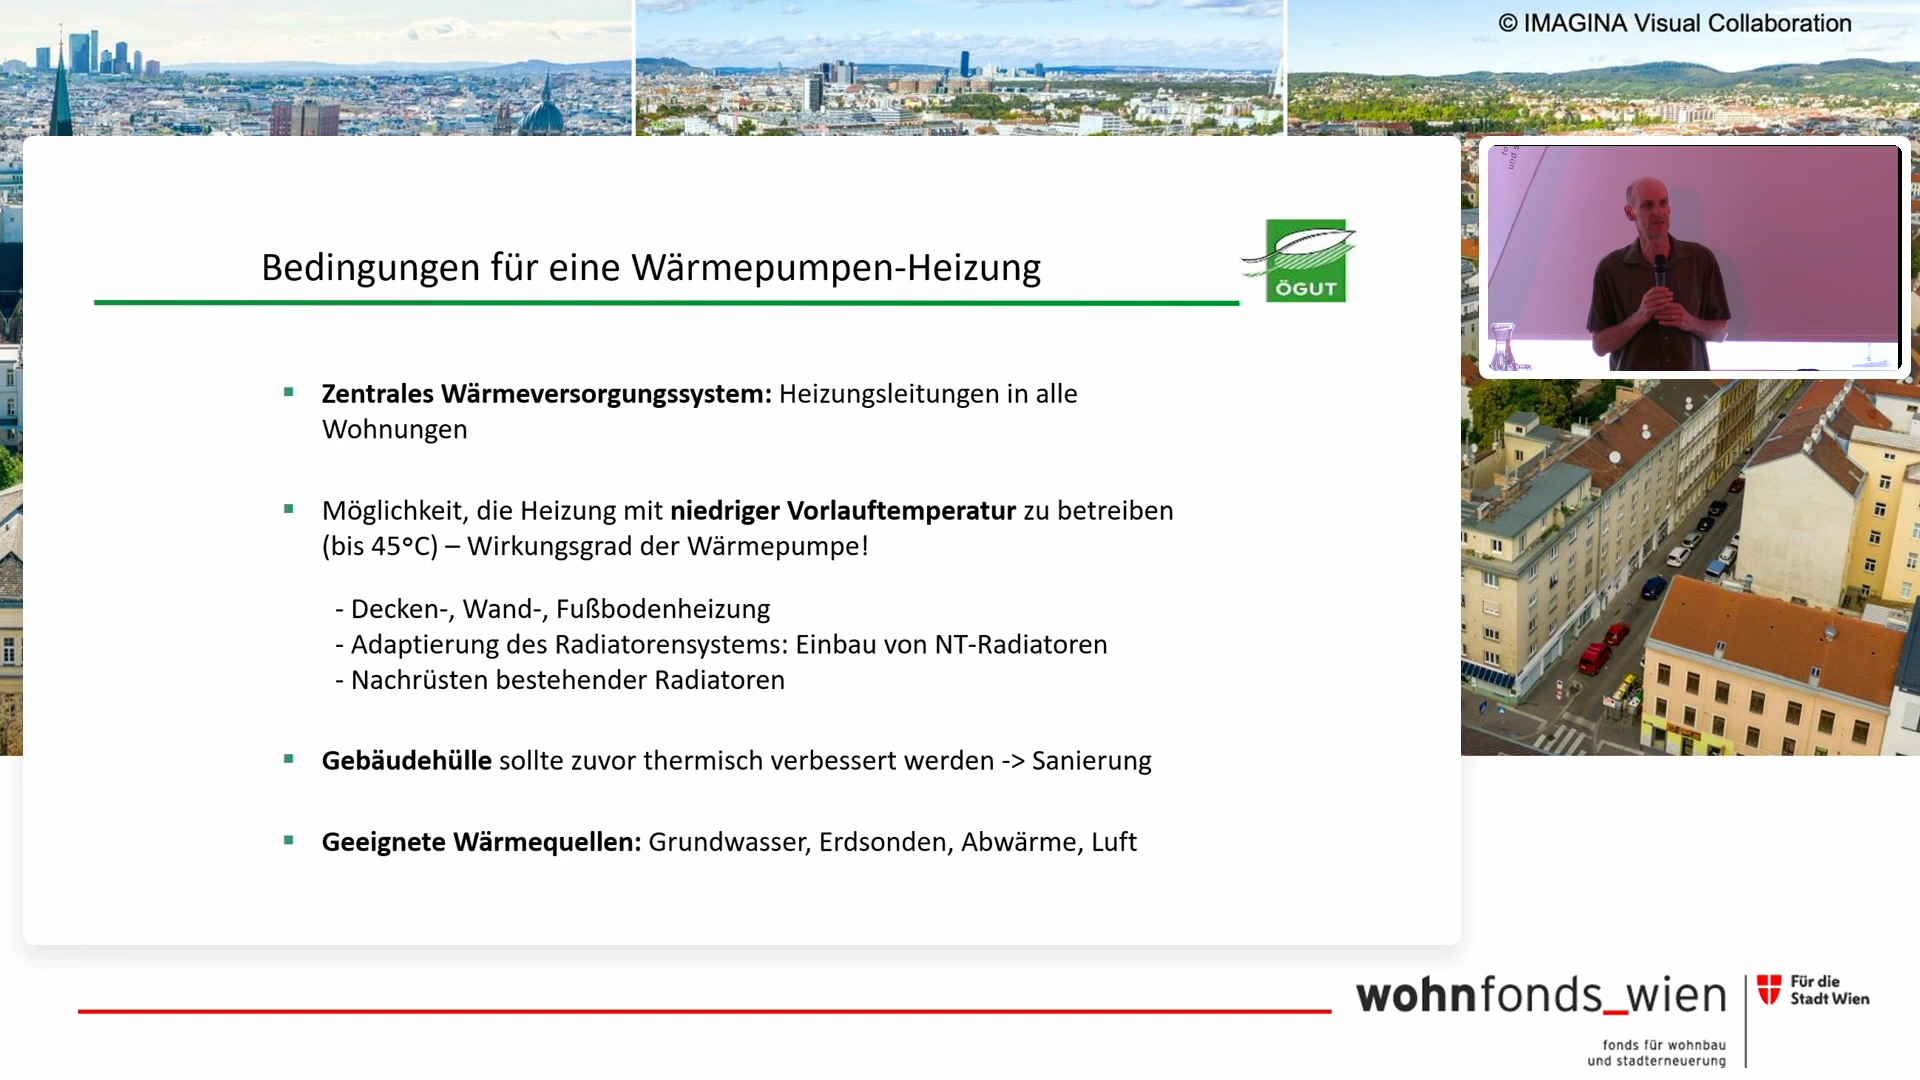 © IMAGINA Visual Collaboration
Bedingungen für eine Wärmepumpen-Heizung
ÖGUT
▪ Zentrales Wärmeversorgungssystem: Heizungsleitungen in alle
Wohnungen
▪ Möglichkeit, die Heizung mit niedriger Vorlauftemperatur zu betreiben
(bis 45°C) – Wirkungsgrad der Wärmepumpe!
- Decken-, Wand-, Fußbodenheizung
- Adaptierung des Radiatorensystems: Einbau von NT-Radiatoren
- Nachrüsten bestehender Radiatoren
▪ Gebäudehülle sollte zuvor thermisch verbessert werden -> Sanierung
▪ Geeignete Wärmequellen: Grundwasser, Erdsonden, Abwärme, Luft
wohnfonds_wien
fonds für wohnbau
und stadterneuerung
Für die
Stadt Wien